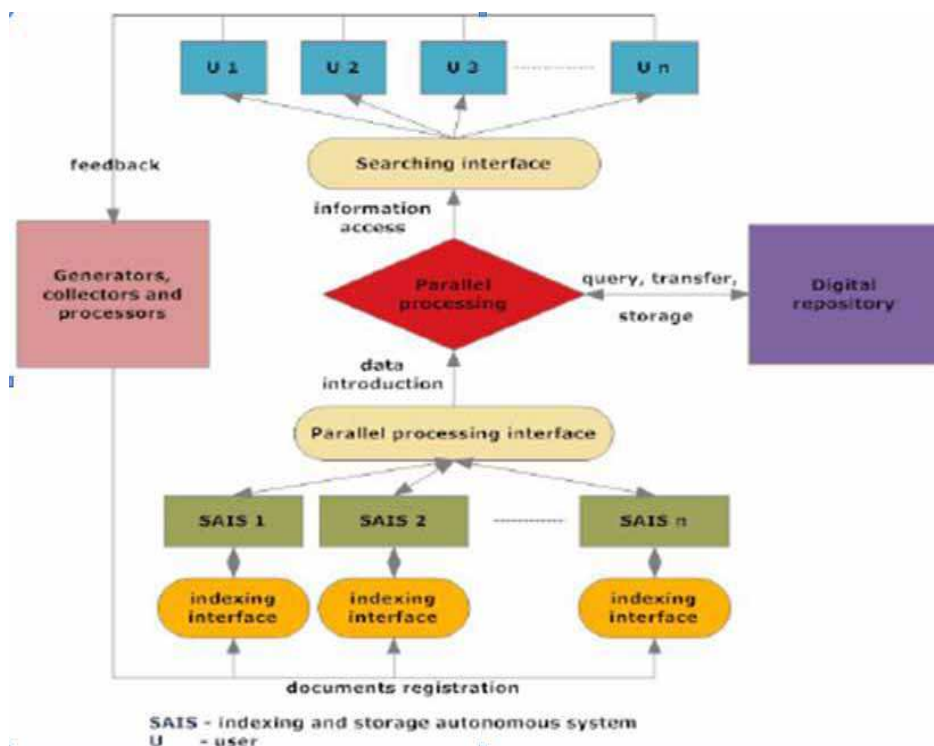 U 1
U 2
U 3
U n
feedback
Searching interface
information
access
Generators,
collectors and
processors
Parallel
processing
query, transfer,
storage
Digital
repository
data
introduction
Parallel processing interface
SAIS 1
SAIS 2
SAIS n
indexing
interface
indexing
interface
indexing
interface
documents registration
SAIS - indexing and storage autonomous system
U - user